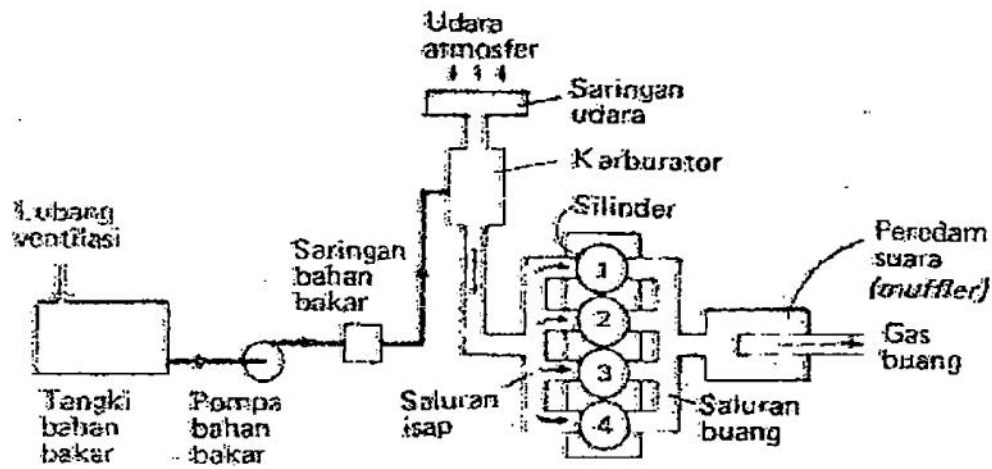 Udara
atmosfer
Saringan
udara
Karburator
Lubang
ventilasi
Saringan
bahan
bakar
Silinder
Peredam
suara
(muffler)
1
2
3
4
Gas
buang
Tangki
bahan
bakar
Pompa
bahan
bakar
Saluran
isap
Saluran
buang